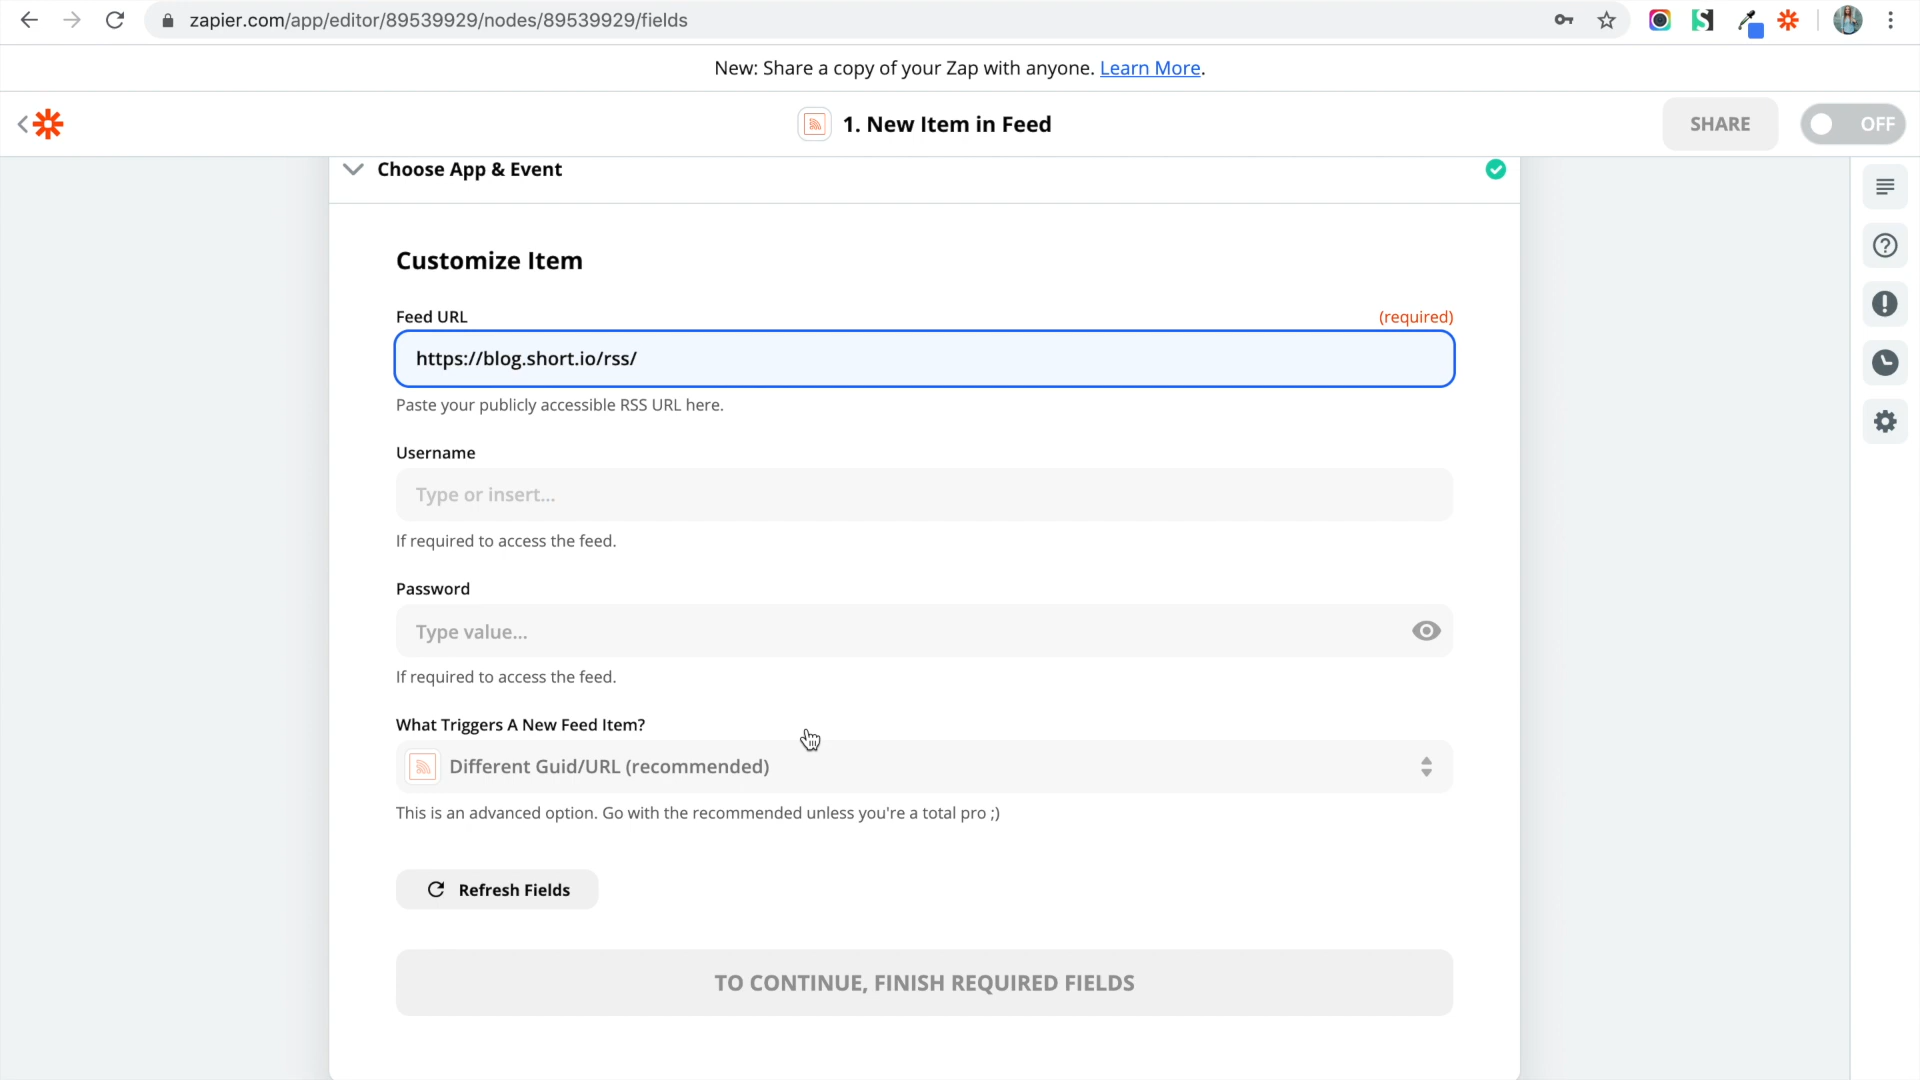 zapier.com/app/editor/89539929/nodes/89539929/fields
New: Share a copy of your Zap with anyone. Learn More.
1. New Item in Feed
SHARE
OFF
Choose App & Event
Customize Item
Feed URL
(required)
https://blog.short.io/rss/
Paste your publicly accessible RSS URL here.
Username
Type or insert...
If required to access the feed.
Password
Type value...
If required to access the feed.
What Triggers A New Feed Item?
Different Guid/URL (recommended)
This is an advanced option. Go with the recommended unless you're a total pro ;)
Refresh Fields
TO CONTINUE, FINISH REQUIRED FIELDS